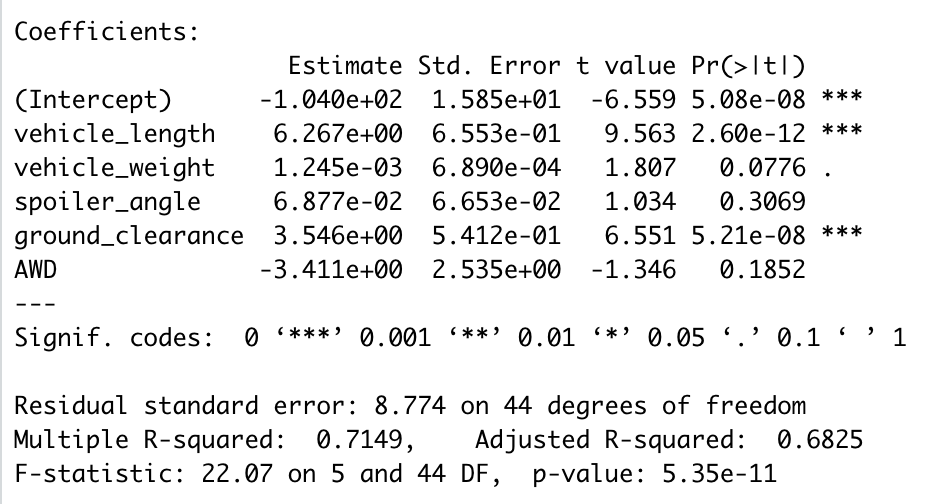 Coefficients:
Estimate Std. Error t value Pr(>|t|)
(Intercept) -1.040e+02 1.585e+01 -6.559 5.08e-08 ***
vehicle_length 6.267e+00 6.553e-01 9.563 2.60e-12 ***
vehicle_weight 1.245e-03 6.890e-04 1.807 0.0776 .
spoiler_angle 6.877e-02 6.653e-02 1.034 0.3069
ground_clearance 3.546e+00 5.412e-01 6.551 5.21e-08 ***
AWD -3.411e+00 2.535e+00 -1.346 0.1852
---
Signif. codes: 0 ‘***’ 0.001 ‘**’ 0.01 ‘*’ 0.05 ‘.’ 0.1 ‘ ’ 1
Residual standard error: 8.774 on 44 degrees of freedom
Multiple R-squared: 0.7149, Adjusted R-squared: 0.6825
F-statistic: 22.07 on 5 and 44 DF, p-value: 5.35e-11